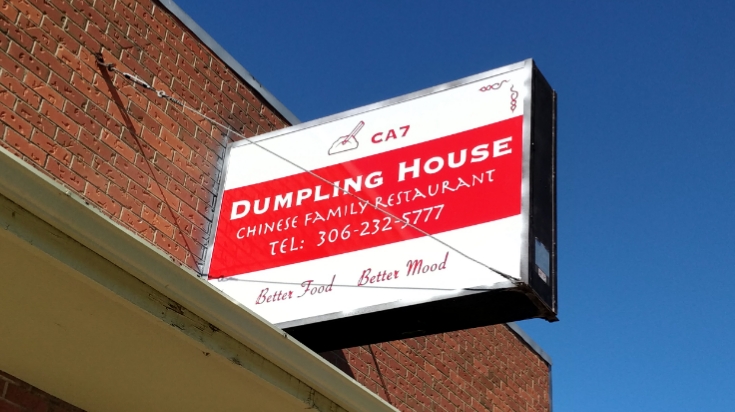 CA7
DUMPLING HOUSE
CHINESE FAMILY RESTAURANT
TEL: 306-232-5777
Better Food Better Mood